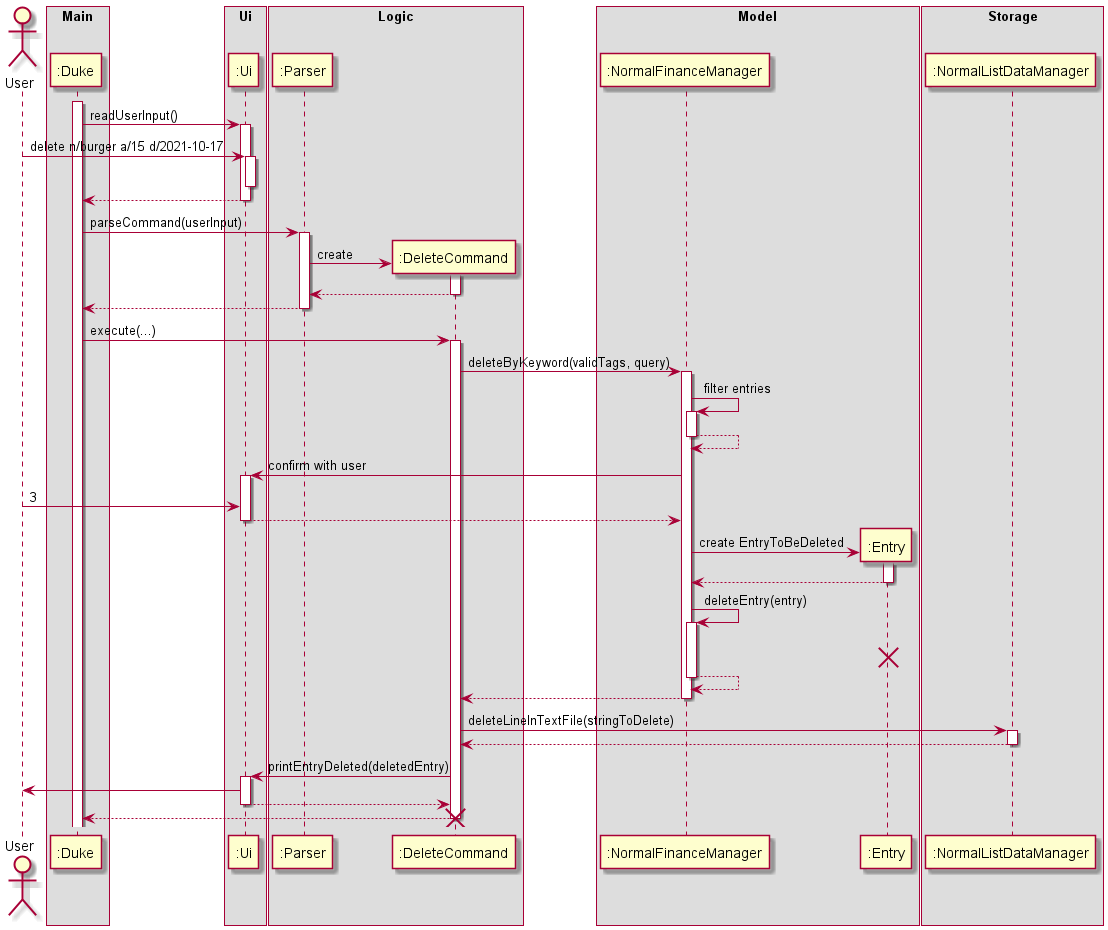 Main
Ui
Logic
Model
Storage
User
:Duke
:Ui
:Parser
:NormalFinanceManager
:NormalListDataManager
readUserInput()
delete n/burger a/15 d/2021-10-17
parseCommand(userInput)
create
:DeleteCommand
execute(...)
deleteByKeyword(validTags, query)
filter entries
confirm with user
3
create EntryToBeDeleted
:Entry
deleteEntry(entry)
deleteLineInTextFile(stringToDelete)
printEntryDeleted(deletedEntry)
User
:Duke
:Ui
:Parser
:DeleteCommand
:NormalFinanceManager
:Entry
:NormalListDataManager